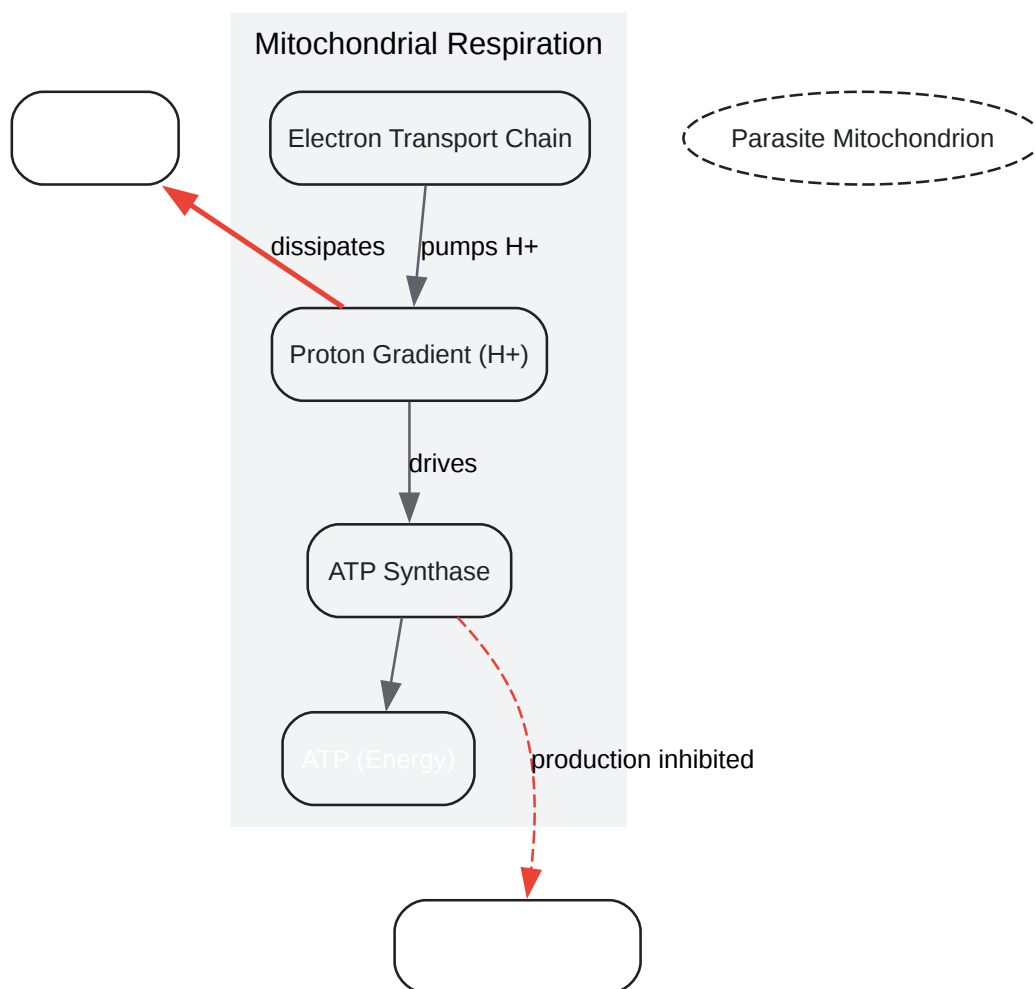 Mitochondrial Respiration
Electron Transport Chain
Parasite Mitochondrion
dissipates
pumps H+
Proton Gradient (H+)
drives
ATP Synthase
ATP (Energy)
production inhibited